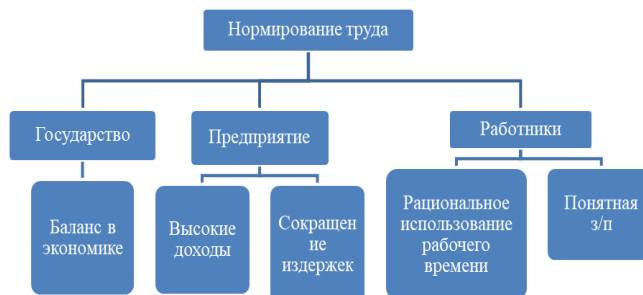 Нормирование труда
Государство
Предприятие
Работники
Баланс в
экономике
Высокие
доходы
Сокращен
ие
издержек
Рациональное
использование
рабочего
времени
Понятная
з/п